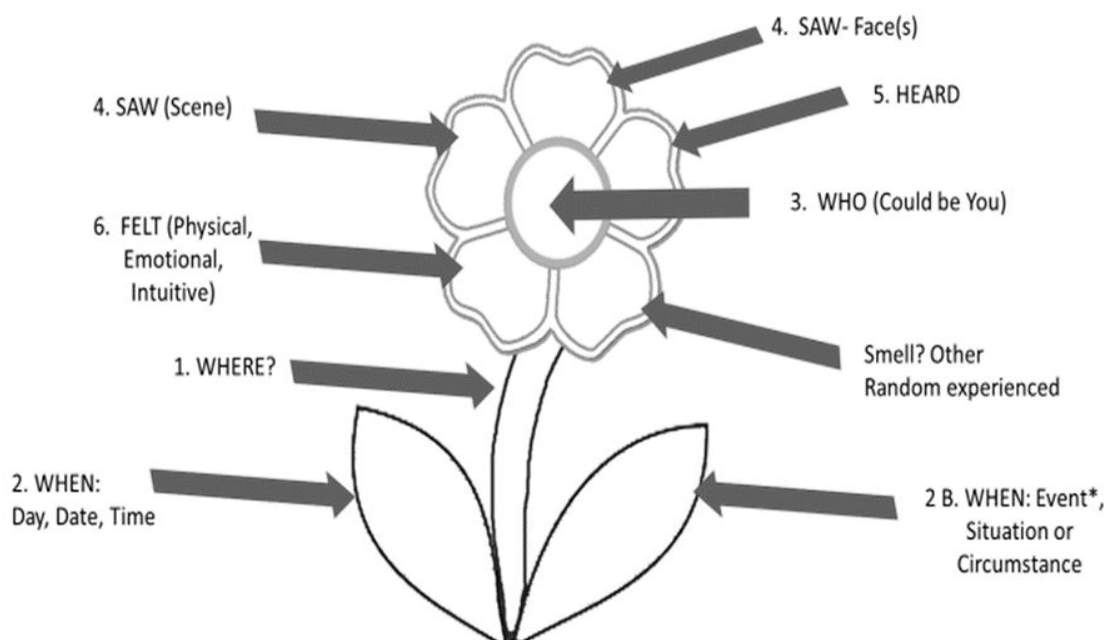 4. SAW- Face(s)
4. SAW (Scene)
5. HEARD
3. WHO (Could be You)
6. FELT (Physical,
Emotional,
Intuitive)
1. WHERE?
Smell? Other
Random experienced
2. WHEN:
Day, Date, Time
2 B. WHEN: Event*,
Situation or
Circumstance